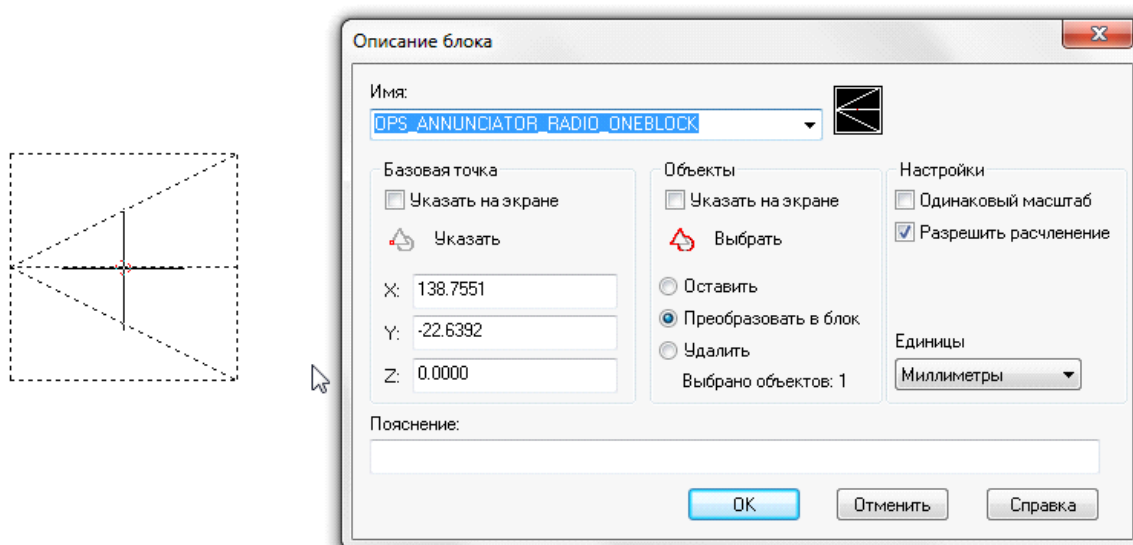 Описание блока
Имя:
OPS_ANNUNCIATOR_RADIO_ONEBLOCK
Базовая точка
Указать на экране
Указать
X: 138.7551
Y: -22.6392
Z: 0.0000
Объекты
Указать на экране
Выбрать
Оставить
Преобразовать в блок
Удалить
Выбрано объектов: 1
Настройки
Одинаковый масштаб
Разрешить расчленение
Единицы
Миллиметры
Пояснение:
OK
Отменить
Справка